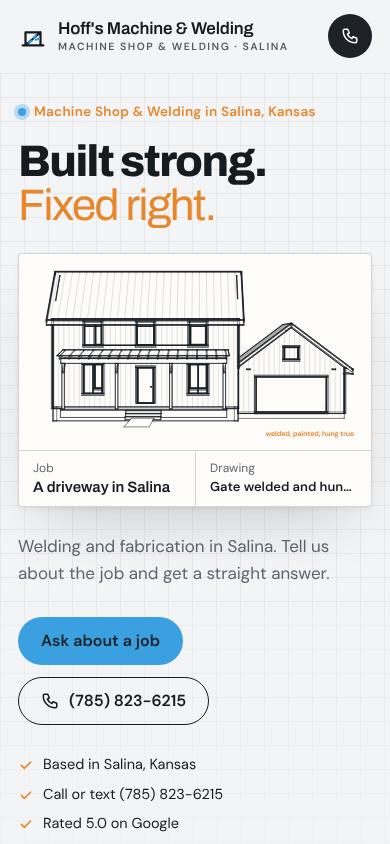 Hoff's Machine & Welding
MACHINE SHOP & WELDING · SALINA
Machine Shop & Welding in Salina, Kansas
Built strong.
Fixed right.
welded, painted, hung true
Job
A driveway in Salina
Drawing
Gate welded and hun...
Welding and fabrication in Salina. Tell us
about the job and get a straight answer.
Ask about a job
(785) 823-6215
Based in Salina, Kansas
Call or text (785) 823-6215
Rated 5.0 on Google